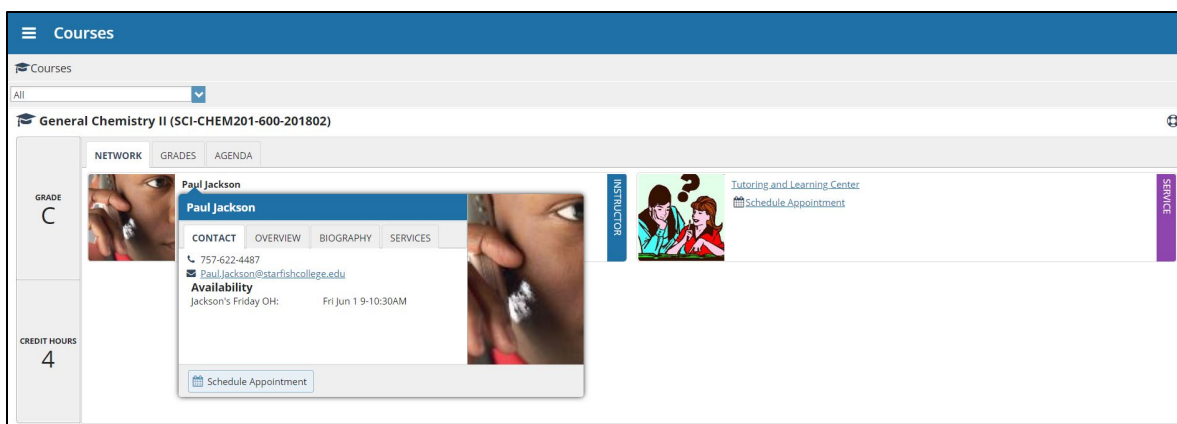 Courses
Courses
All
General Chemistry II (SCI-CHEM201-600-201802)
GRADE
C
CREDIT HOURS
4
NETWORK GRADES AGENDA
Paul Jackson
INSTRUCTOR
Paul Jackson
CONTACT OVERVIEW BIOGRAPHY SERVICES
757-622-4487
Paul.Jackson@starfishcollege.edu
Availability
Jackson's Friday OH: Fri Jun 1 9-10:30AM
Schedule Appointment
?
Tutoring and Learning Center
Schedule Appointment
SERVICE